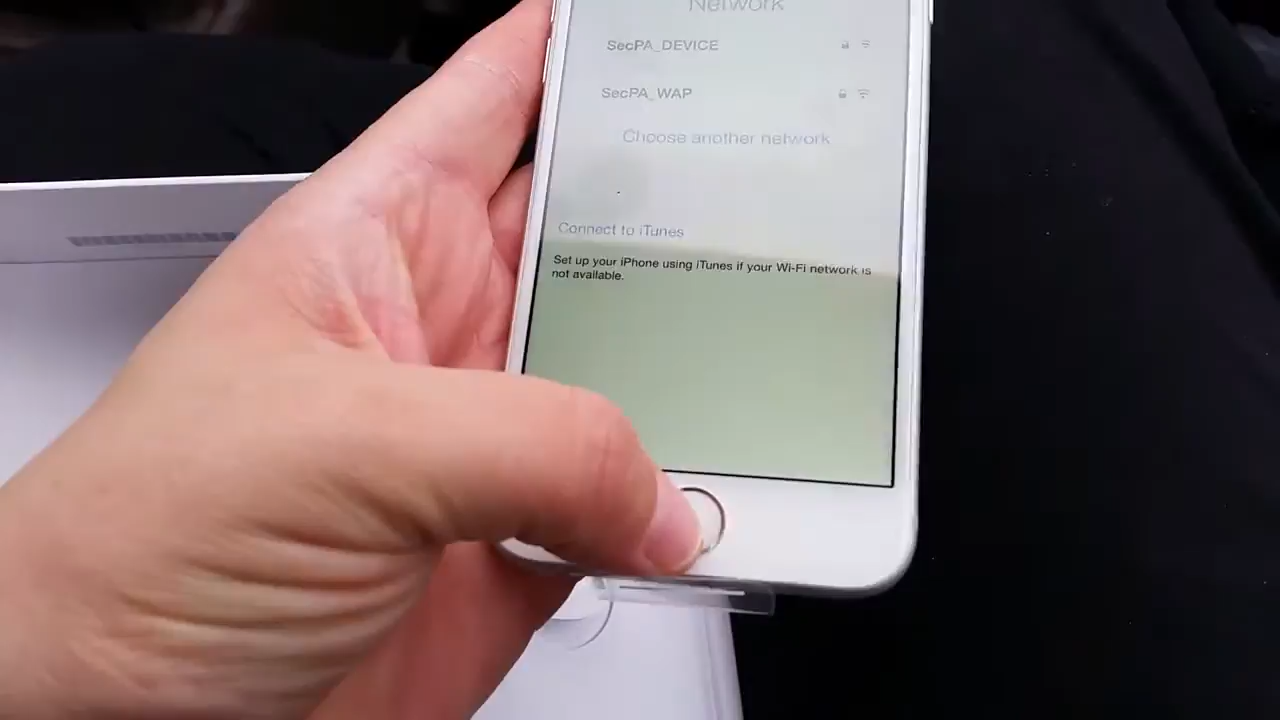 Network
SecPA_DEVICE
SecPA_WAP
Choose another network
Connect to iTunes
Set up your iPhone using iTunes if your Wi-Fi network is
not available.